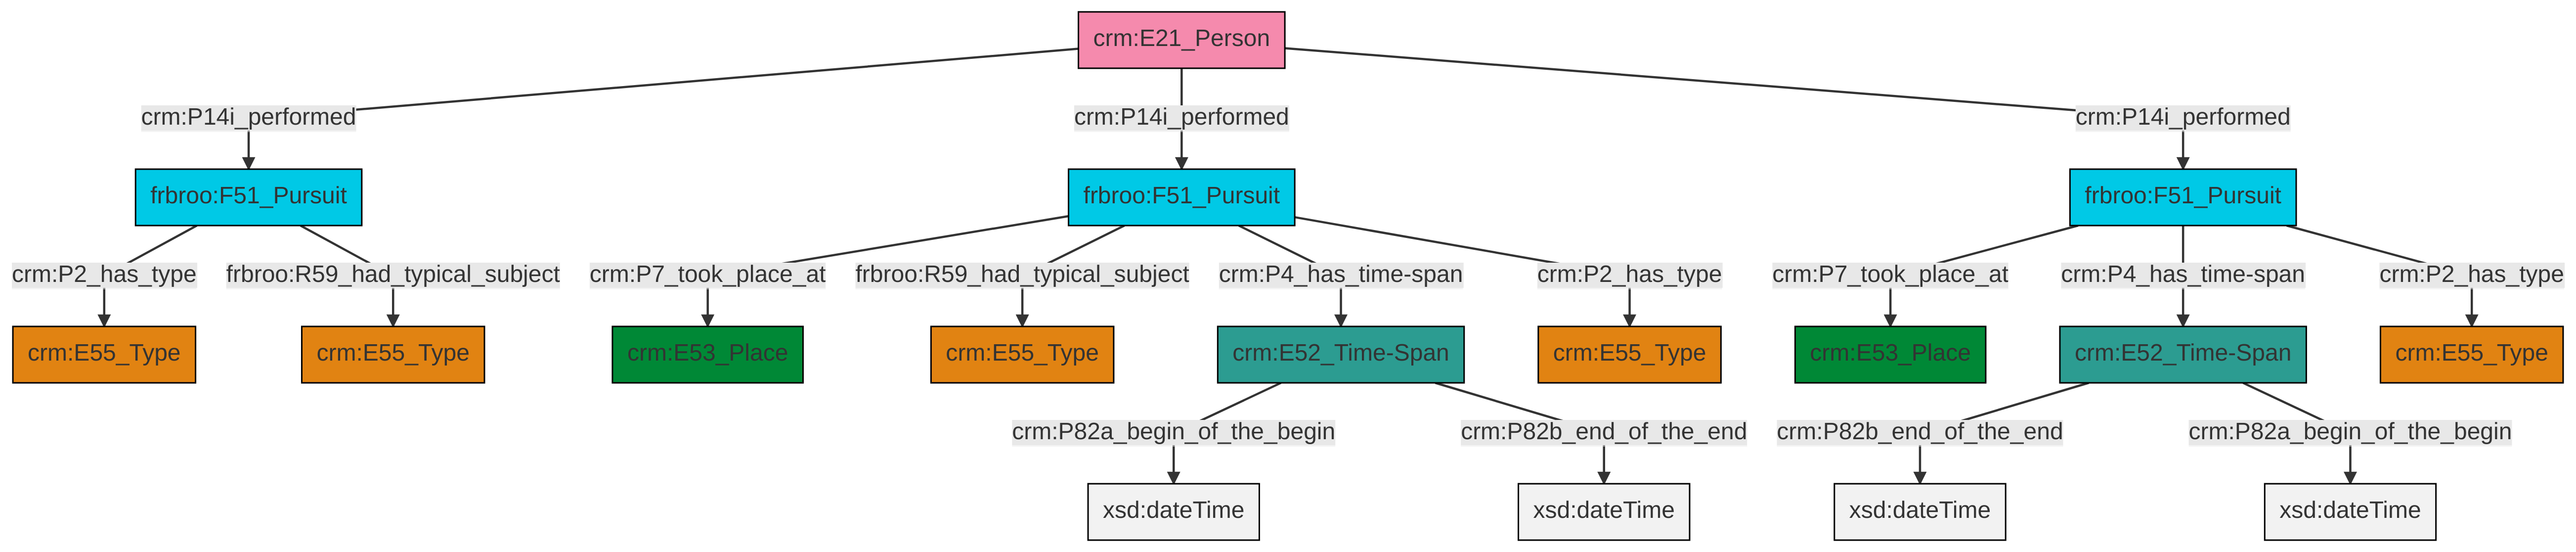 crm:E21_Person
crm:P14i_performed crm:P14i_performed crm:P14i_performed
frbroo:F51_Pursuit frbroo:F51_Pursuit frbroo:F51_Pursuit
crm:P2_has_type frbroo:R59_had_typical_subject crm:P7_took_place_at frbroo:R59_had_typical_subject crm:P4_has_time-span crm:P2_has_type crm:P7_took_place_at crm:P4_has_time-span crm:P2_has_type
crm:E55_Type crm:E55_Type crm:E53_Place crm:E55_Type crm:E52_Time-Span crm:E55_Type crm:E53_Place crm:E52_Time-Span crm:E55_Type
crm:P82a_begin_of_the_begin crm:P82b_end_of_the_end crm:P82b_end_of_the_end crm:P82a_begin_of_the_begin
xsd:dateTime xsd:dateTime xsd:dateTime xsd:dateTime